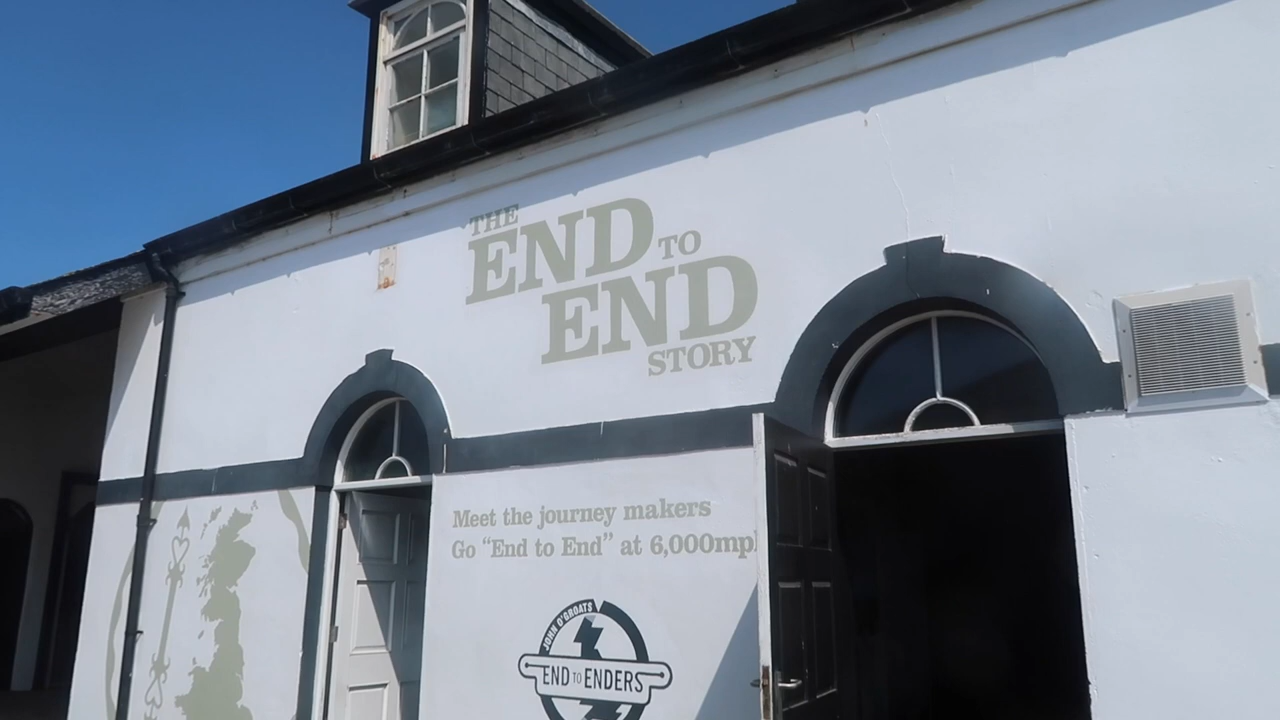 THE
END TO
END
STORY
Meet the journey makers
Go “End to End” at 6,000mp
JOHN O'GROATS
END TO ENDERS